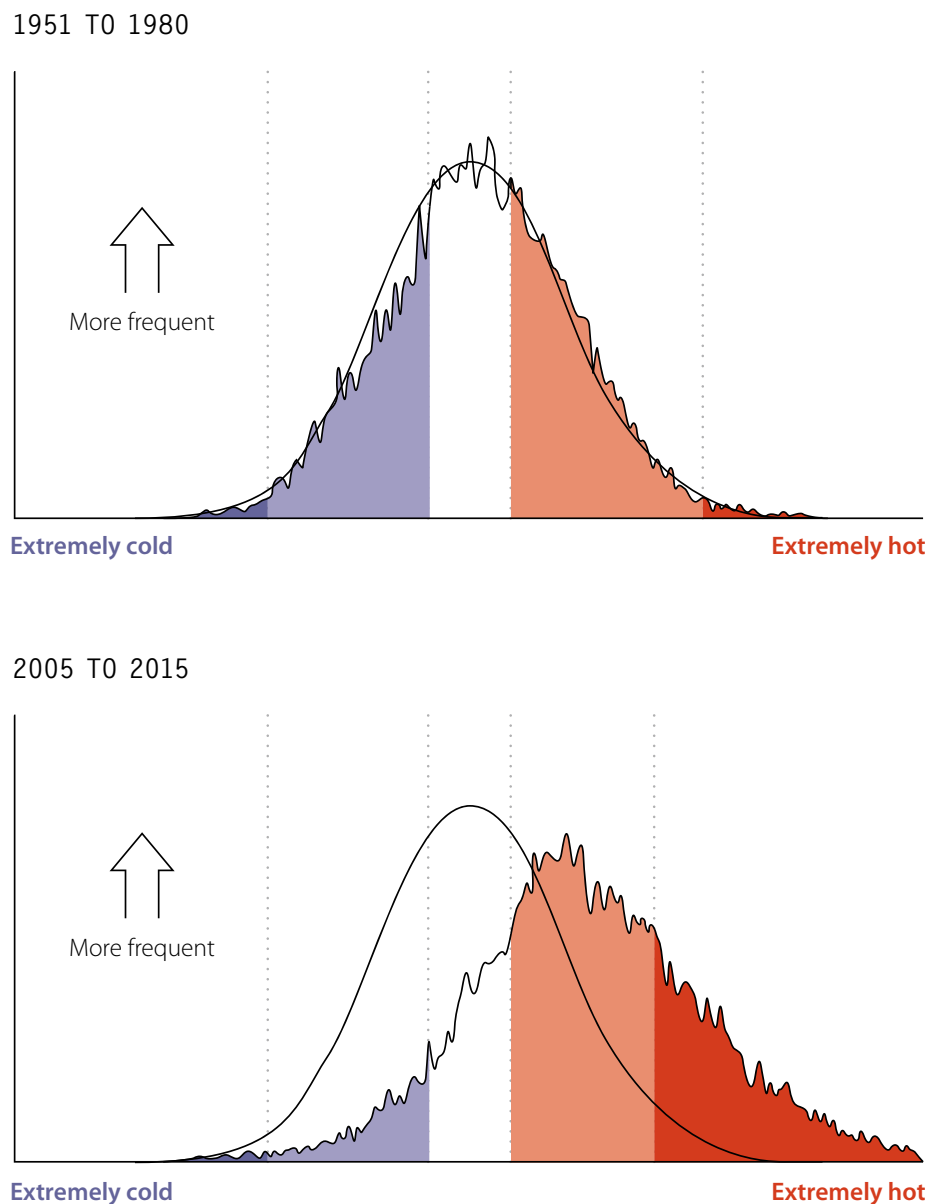 1951 TO 1980
More frequent
Extremely cold
Extremely hot
2005 TO 2015
More frequent
Extremely cold
Extremely hot